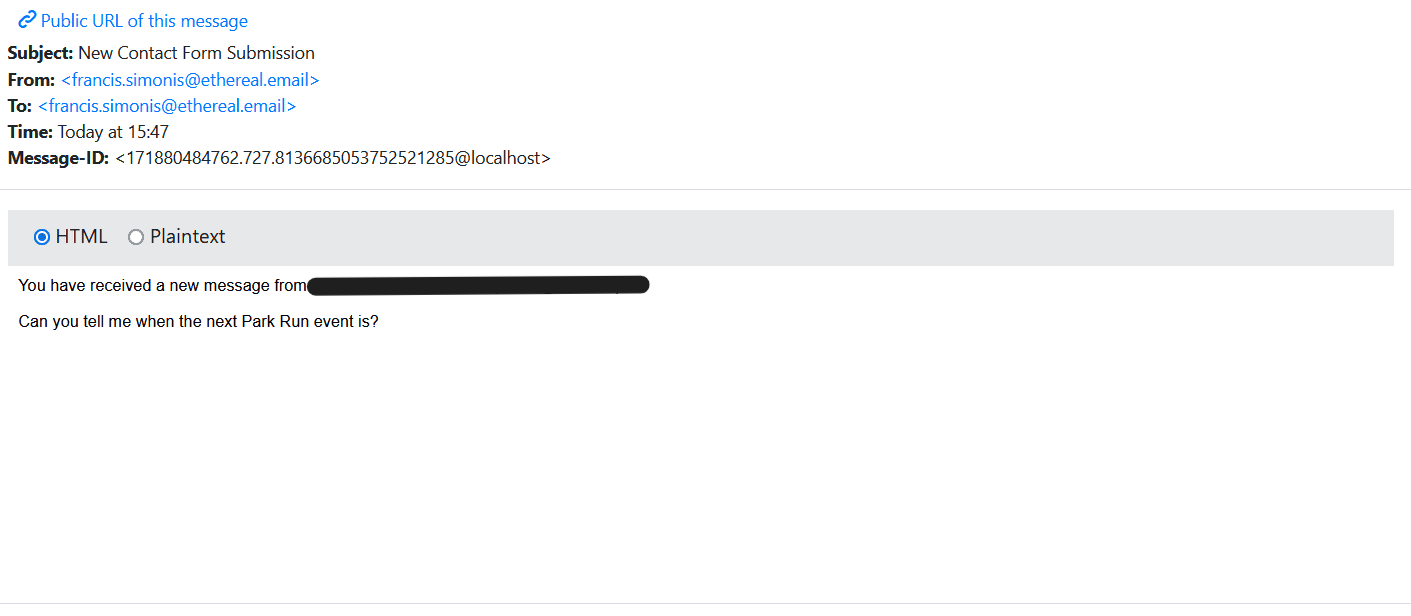 Public URL of this message
Subject: New Contact Form Submission
From: <francis.simonis@ethereal.email>
To: <francis.simonis@ethereal.email>
Time: Today at 15:47
Message-ID: <171880484762.727.8136685053752521285@localhost>
HTML Plaintext
You have received a new message from
Can you tell me when the next Park Run event is?